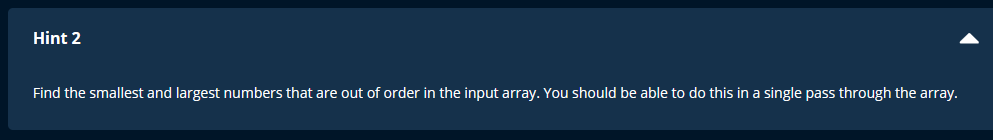 Hint 2
Find the smallest and largest numbers that are out of order in the input array. You should be able to do this in a single pass through the array.